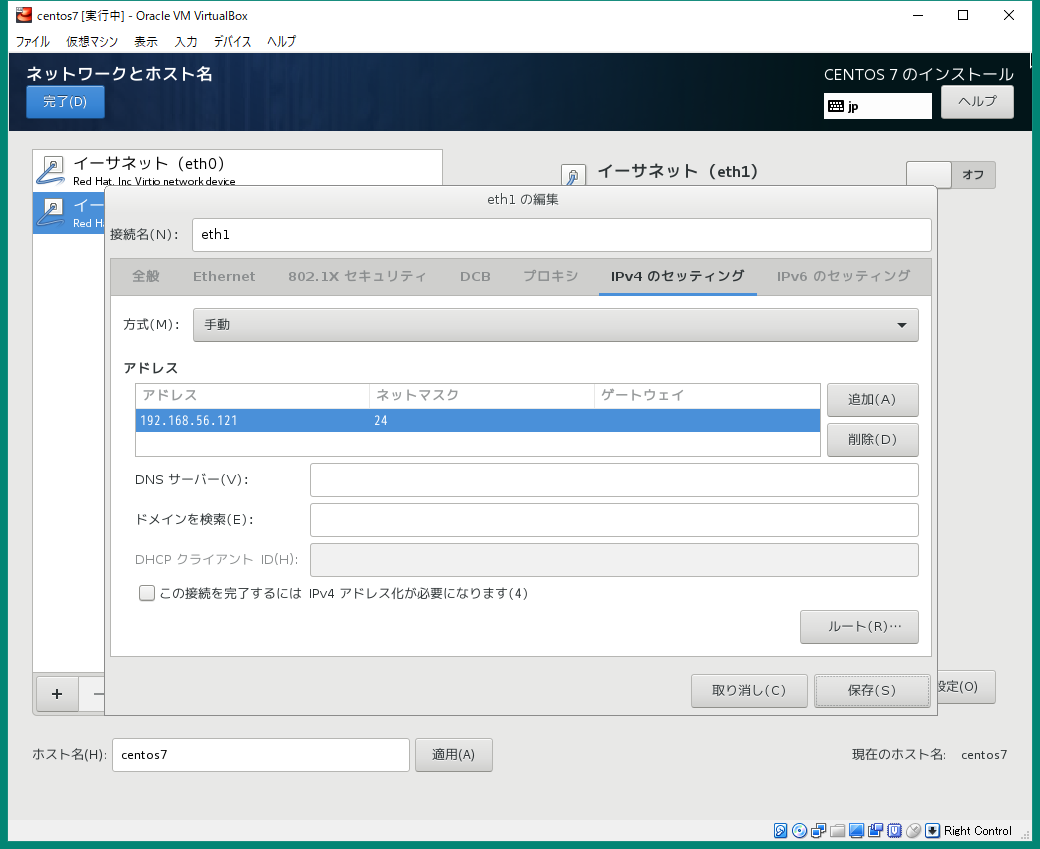 centos7 [実行中] - Oracle VM VirtualBox
ファイル 仮想マシン 表示 入力 デバイス ヘルプ
ネットワークとホスト名
CENTOS 7 のインストール
完了(D)
jp
ヘルプ
イーサネット (eth0)
Red Hat, Inc Virtio network device
イーサネット (eth1)
オフ
イー
Red H
eth1 の編集
接続名(N): eth1
全般 Ethernet 802.1X セキュリティ DCB プロキシ IPv4 のセッティング IPv6 のセッティング
方式(M): 手動
アドレス
アドレス ネットマスク ゲートウェイ
192.168.56.121 24
追加(A)
削除(D)
DNS サーバー(V):
ドメインを検索(E):
DHCP クライアント ID(H):
この接続を完了するには IPv4 アドレス化が必要になります(4)
ルート(R)…
取り消し(C) 保存(S)
設定(O)
+ −
ホスト名(H): centos7 適用(A)
現在のホスト名: centos7
Right Control